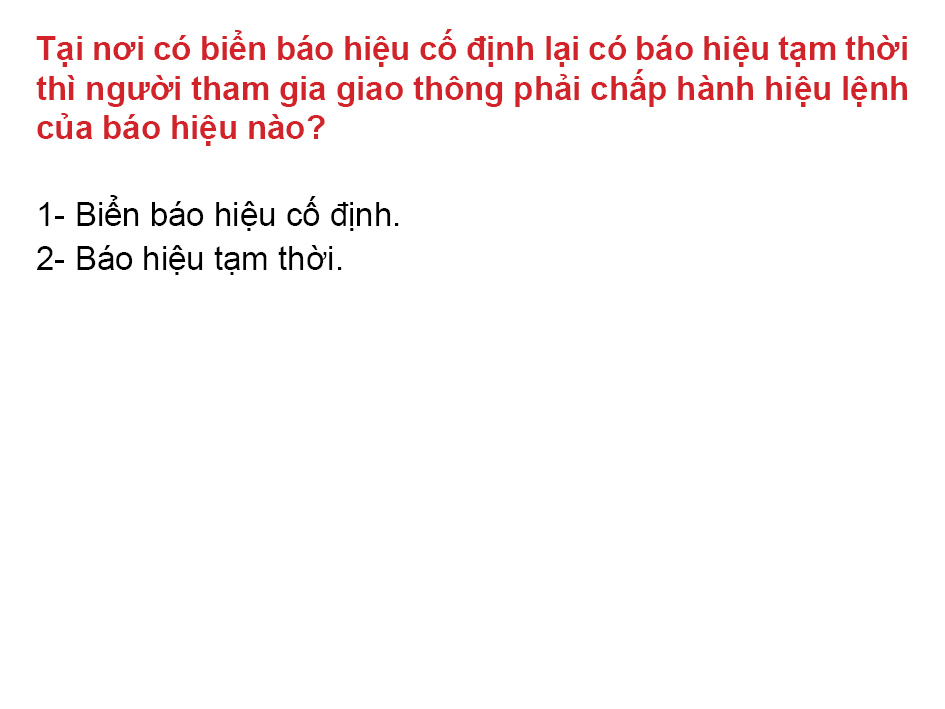 Tại nơi có biển báo hiệu cố định lại có báo hiệu tạm thời
thì người tham gia giao thông phải chấp hành hiệu lệnh
của báo hiệu nào?
1- Biển báo hiệu cố định.
2- Báo hiệu tạm thời.